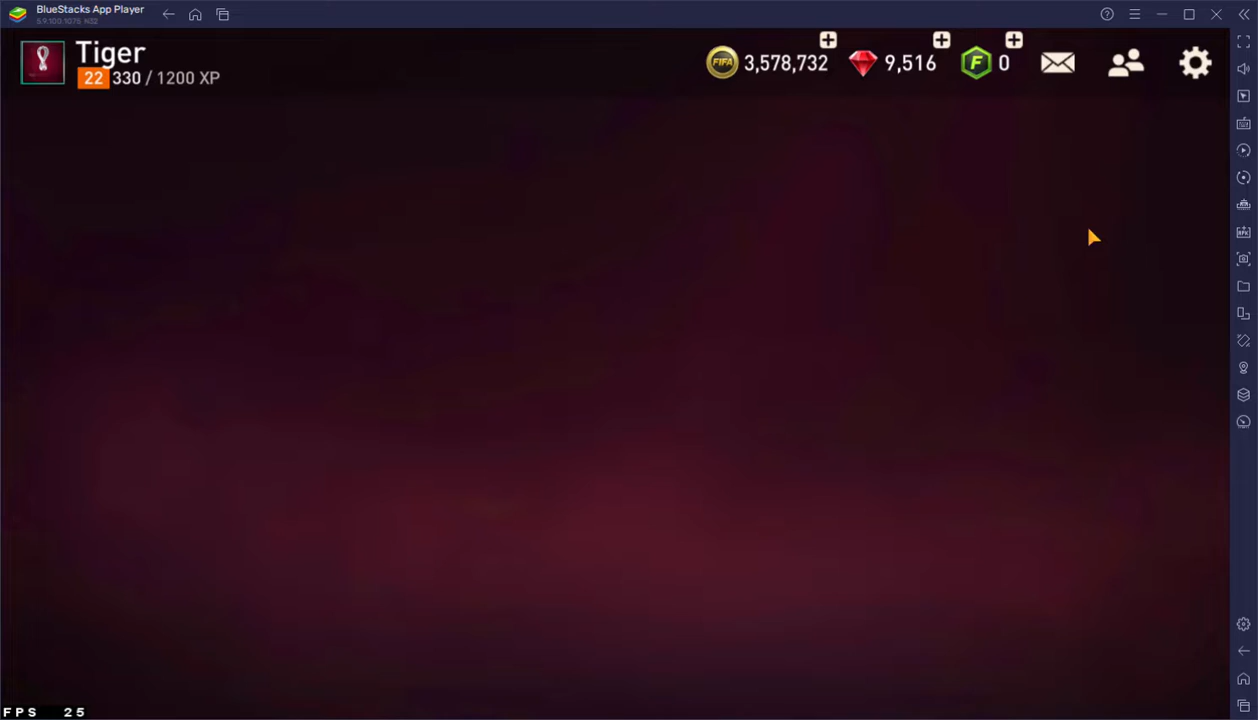 BlueStacks App Player
5.9.100.1075 N32
Tiger
22 330 / 1200 XP
FIFA 3,578,732
9,516
F 0
FPS 25